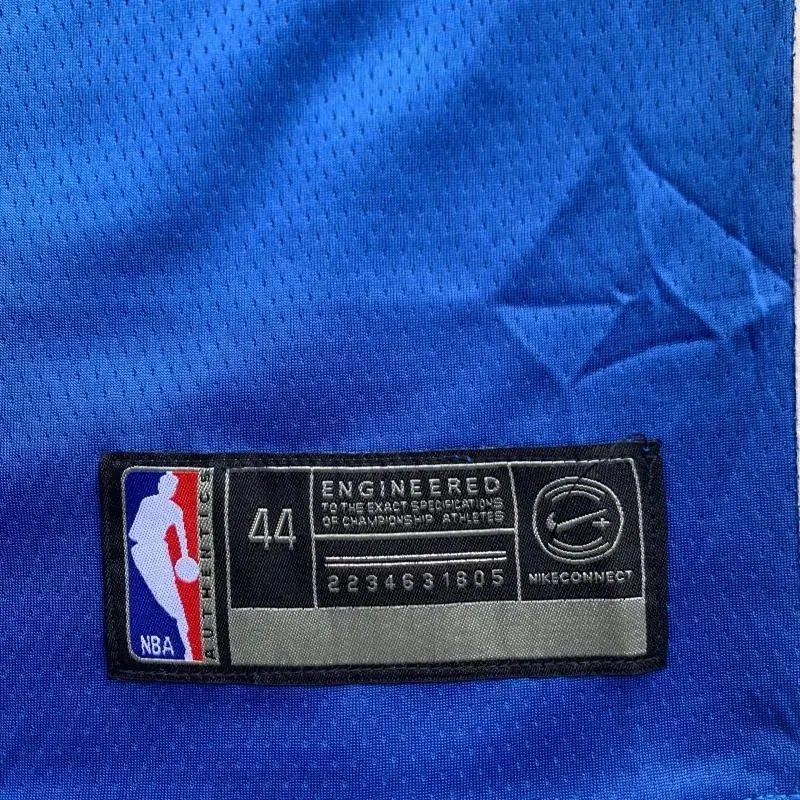 NBA
AUTHENTICS
44
ENGINEERED
TO THE EXACT SPECIFICATIONS
OF CHAMPIONSHIP ATHLETES
2234631805
NIKECONNECT